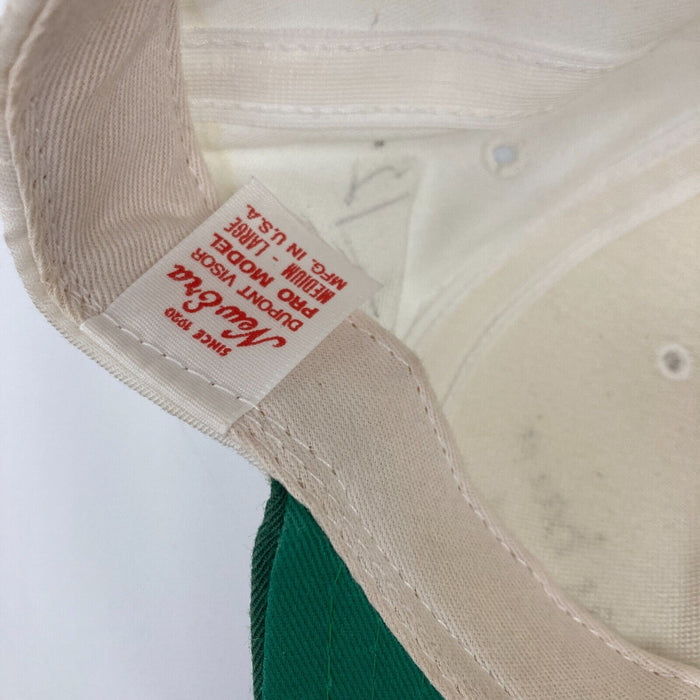 SINCE 1920
New Era
DUPONT VISOR
PRO MODEL
MEDIUM - LARGE
MFG. IN U.S.A.